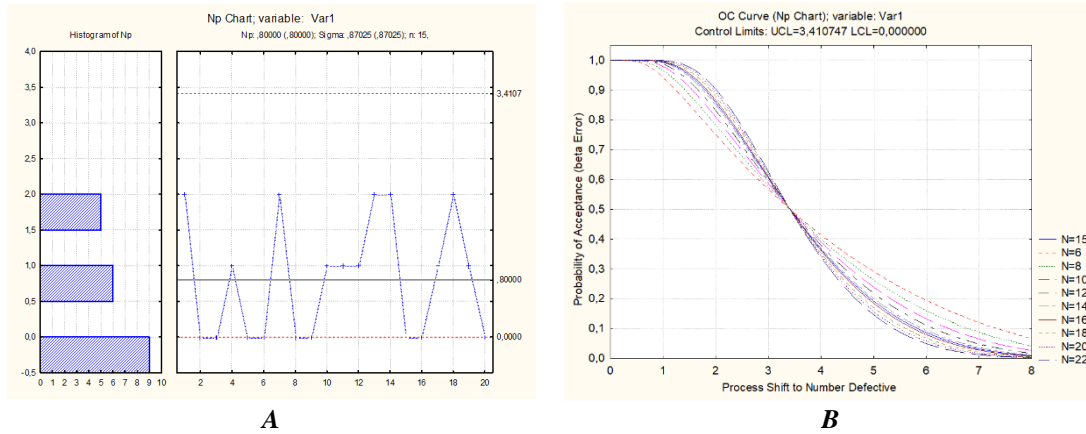 Np Chart; variable: Var1
Histogram of Np
Np: ,80000 (,80000); Sigma: ,87025 (,87025); n: 15,
4,0
3,5
3,0
2,5
2,0
1,5
1,0
0,5
0,0
-0,5
0 1 2 3 4 5 6 7 8 9 10
2 4 6 8 10 12 14 16 18 20
3,4107
,80000
0,0000
A
OC Curve (Np Chart); variable: Var1
Control Limits: UCL=3,410747 LCL=0,000000
Probability of Acceptance (beta Error)
1,0
0,9
0,8
0,7
0,6
0,5
0,4
0,3
0,2
0,1
0,0
0 1 2 3 4 5 6 7 8
Process Shift to Number Defective
N=15
N=6
N=8
N=10
N=12
N=14
N=16
N=18
N=20
N=22
B